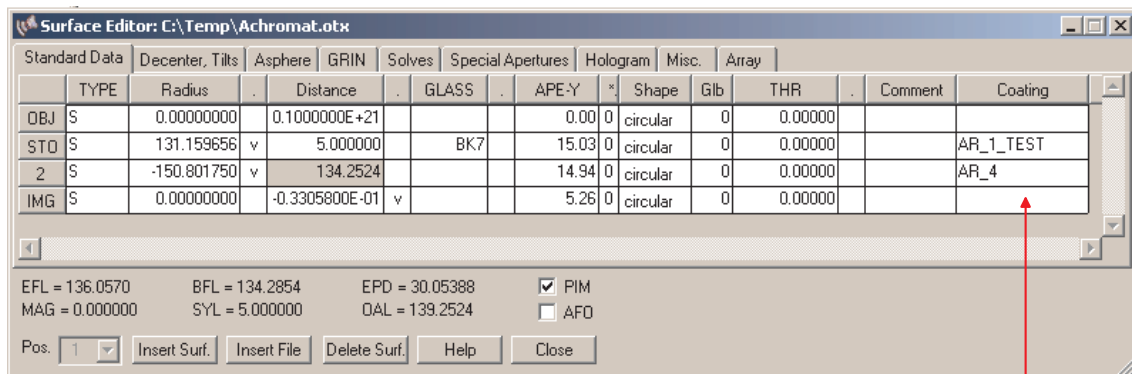 Surface Editor: C:\Temp\Achromat.otx
Standard Data Decenter, Tilts Asphere GRIN Solves Special Apertures Hologram Misc. Array
TYPE Radius . Distance . GLASS . APE-Y * Shape Glb THR . Comment Coating
OBJ S 0.00000000 0.1000000E+21 0.00 0 circular 0 0.00000
STO S 131.159656 v 5.000000 BK7 15.03 0 circular 0 0.00000 AR_1_TEST
2 S -150.801750 v 134.2524 14.94 0 circular 0 0.00000 AR_4
IMG S 0.00000000 -0.3305800E-01 v 5.26 0 circular 0 0.00000
EFL = 136.0570 BFL = 134.2854 EPD = 30.05388 PIM
MAG = 0.000000 SYL = 5.000000 OAL = 139.2524 AFO
Pos. 1 Insert Surf. Insert File Delete Surf. Help Close